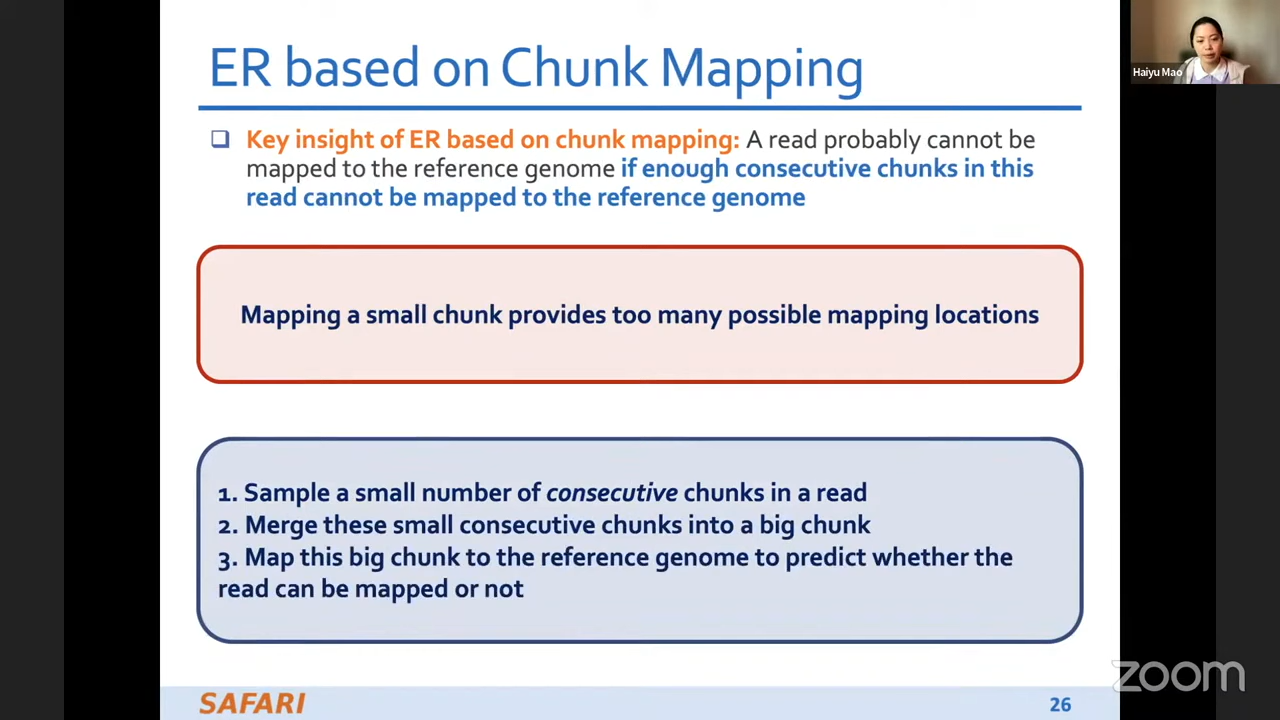 ER based on Chunk Mapping
Haiyu Mao
Key insight of ER based on chunk mapping: A read probably cannot be
mapped to the reference genome if enough consecutive chunks in this
read cannot be mapped to the reference genome
Mapping a small chunk provides too many possible mapping locations
1. Sample a small number of consecutive chunks in a read
2. Merge these small consecutive chunks into a big chunk
3. Map this big chunk to the reference genome to predict whether the
read can be mapped or not
zoom
SAFARI
26